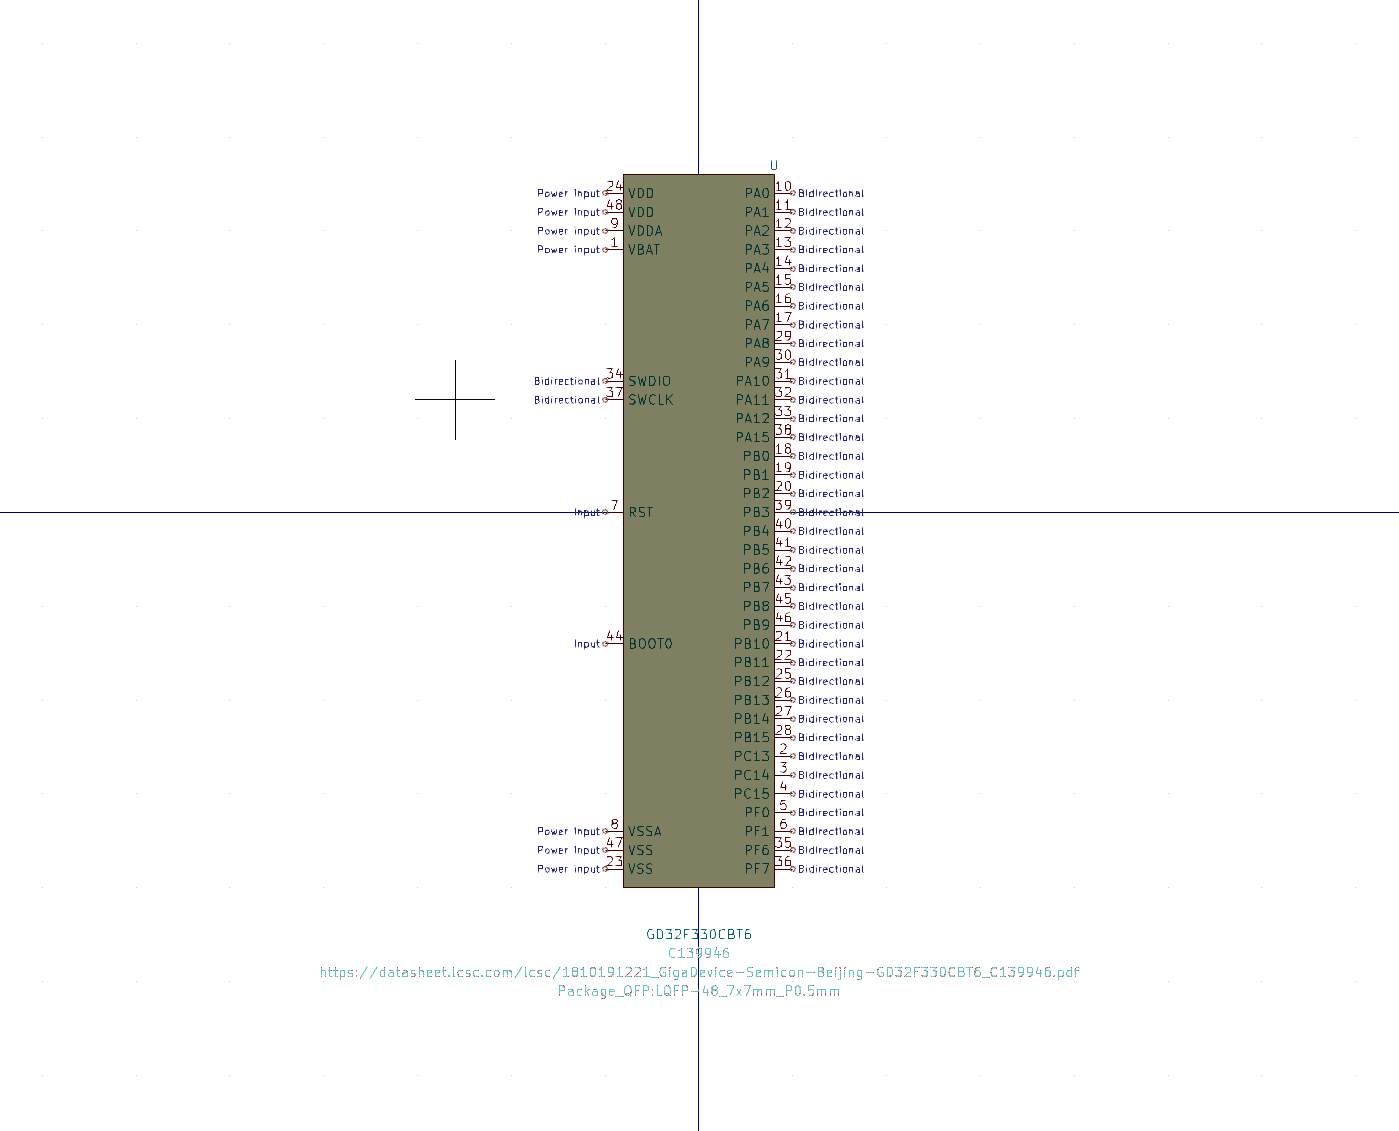 U
24 10
Power Input VDD PA0 Bidirectional
48 11
Power Input VDD PA1 Bidirectional
9 12
Power Input VDDA PA2 Bidirectional
1 13
Power Input VBAT PA3 Bidirectional
14
PA4 Bidirectional
15
PA5 Bidirectional
16
PA6 Bidirectional
17
PA7 Bidirectional
29
PA8 Bidirectional
30
PA9 Bidirectional
34 31
Bidirectional SWDIO PA10 Bidirectional
37 32
Bidirectional SWCLK PA11 Bidirectional
33
PA12 Bidirectional
38
PA15 Bidirectional
18
PB0 Bidirectional
19
PB1 Bidirectional
20
PB2 Bidirectional
7 39
Input RST PB3 Bidirectional
40
PB4 Bidirectional
41
PB5 Bidirectional
42
PB6 Bidirectional
43
PB7 Bidirectional
45
PB8 Bidirectional
46
PB9 Bidirectional
44 21
Input BOOT0 PB10 Bidirectional
22
PB11 Bidirectional
25
PB12 Bidirectional
26
PB13 Bidirectional
27
PB14 Bidirectional
28
PB15 Bidirectional
2
PC13 Bidirectional
3
PC14 Bidirectional
4
PC15 Bidirectional
5
PF0 Bidirectional
8 6
Power Input VSSA PF1 Bidirectional
47 35
Power Input VSS PF6 Bidirectional
23 36
Power Input VSS PF7 Bidirectional
GD32F330CBT6
C139946
https://datasheet.lcsc.com/lcsc/1810191221_GigaDevice-Semicon-Beijing-GD32F330CBT6_C139946.pdf
Package_QFP:LQFP-48_7x7mm_P0.5mm